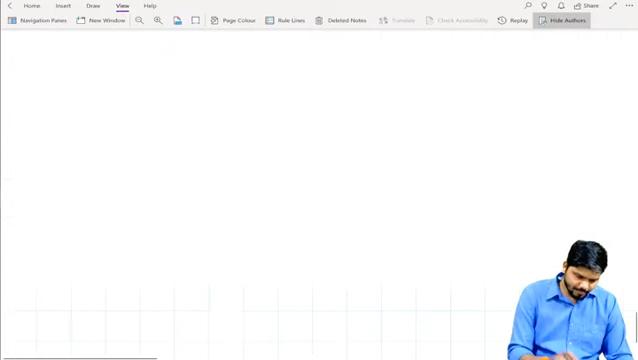 Home Insert Draw View Help Share
Navigation Panes New Window Page Colour Rule Lines Deleted Notes Translate Check Accessibility Replay Hide Authors